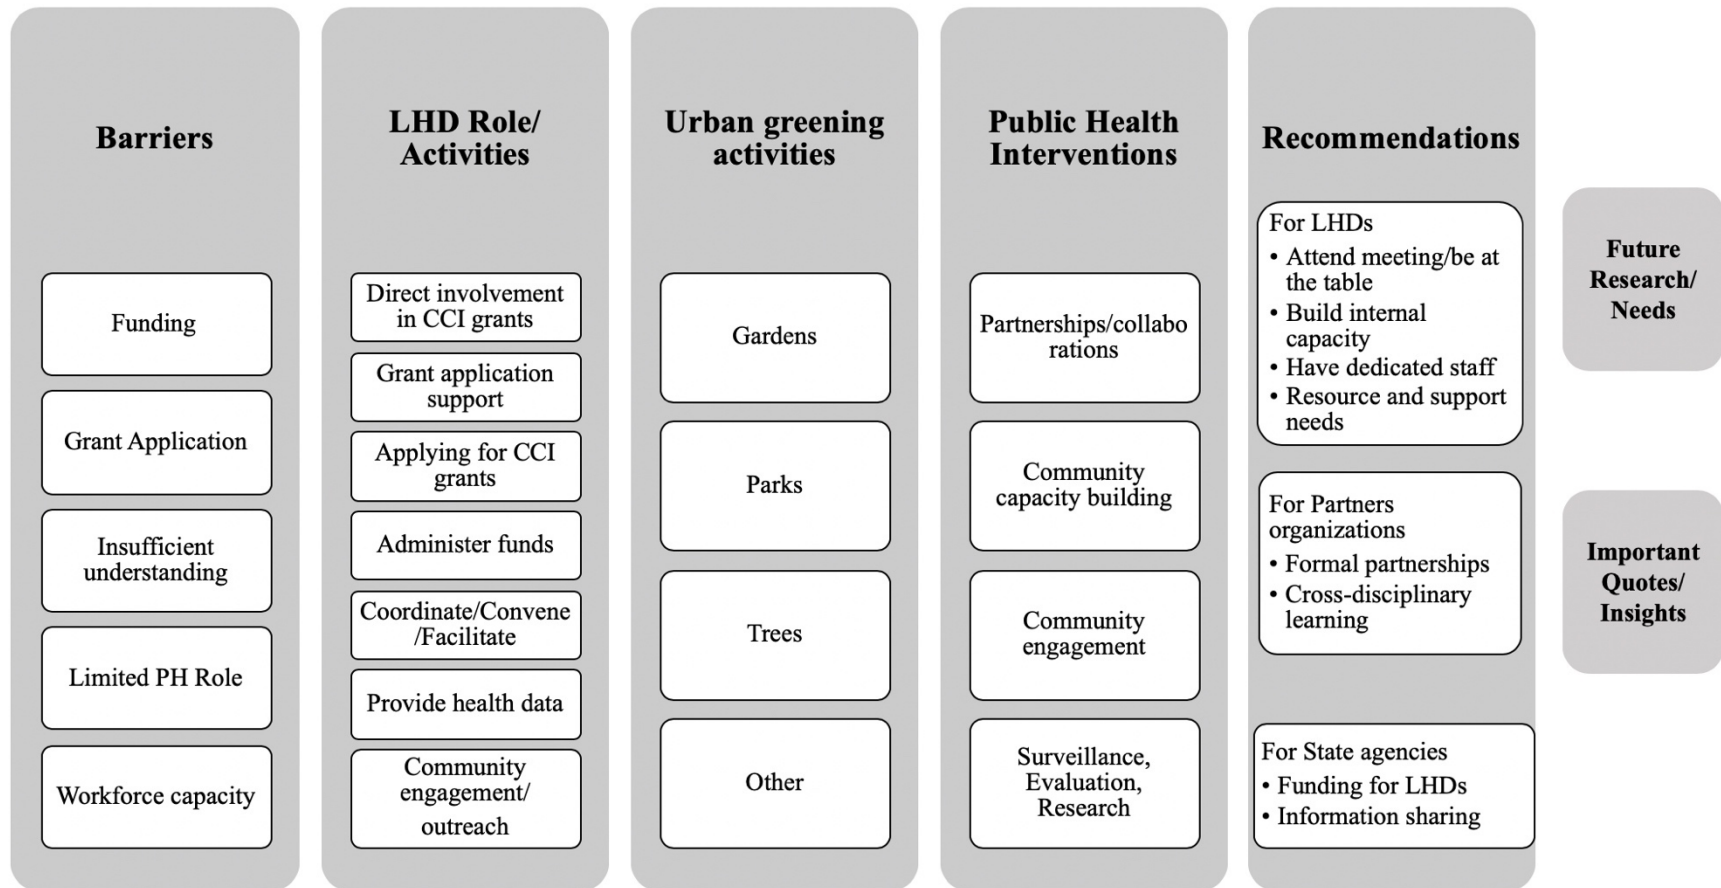 Barriers
Funding
Grant Application
Insufficient
understanding
Limited PH Role
Workforce capacity
LHD Role/
Activities
Direct involvement
in CCI grants
Grant application
support
Applying for CCI
grants
Administer funds
Coordinate/Convene
/Facilitate
Provide health data
Community
engagement/
outreach
Urban greening
activities
Gardens
Parks
Trees
Other
Public Health
Interventions
Partnerships/collabo
rations
Community
capacity building
Community
engagement
Surveillance,
Evaluation,
Research
Recommendations
For LHDs
• Attend meeting/be at
the table
• Build internal
capacity
• Have dedicated staff
• Resource and support
needs
For Partners
organizations
• Formal partnerships
• Cross-disciplinary
learning
For State agencies
• Funding for LHDs
• Information sharing
Future
Research/
Needs
Important
Quotes/
Insights